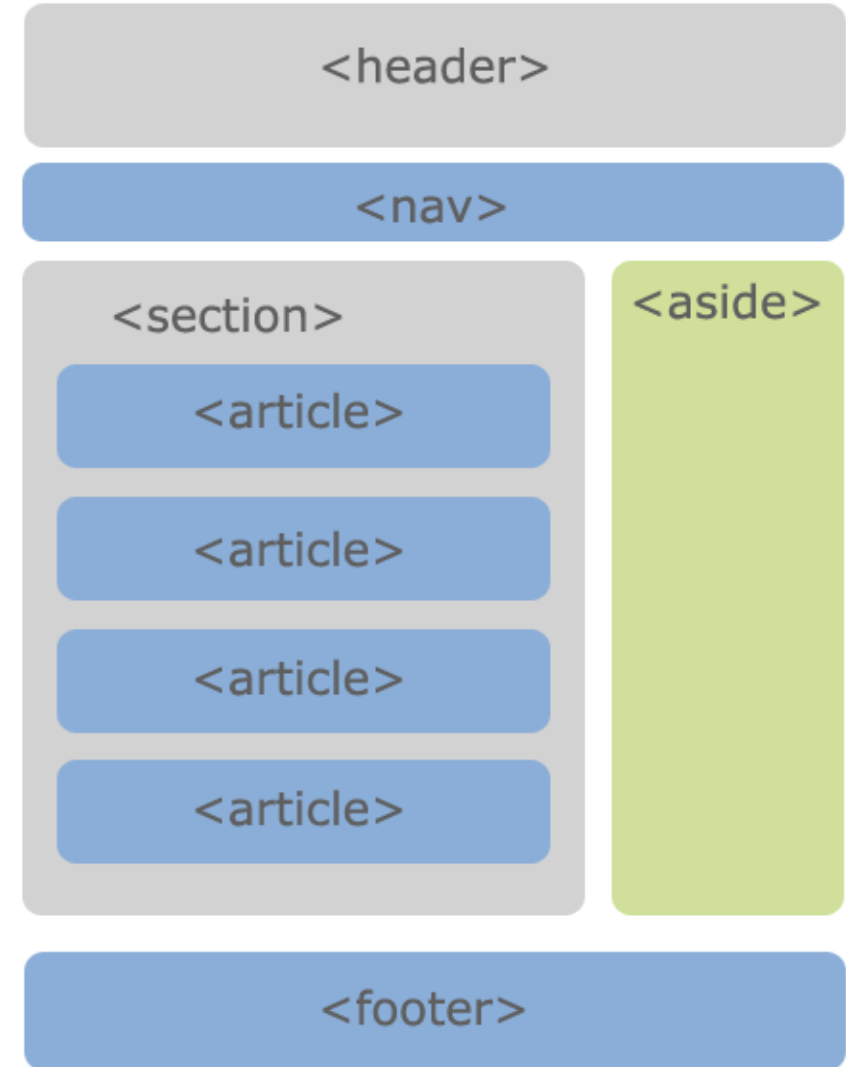 <header>
<nav>
<section>
<article>
<article>
<article>
<article>
<aside>
<footer>